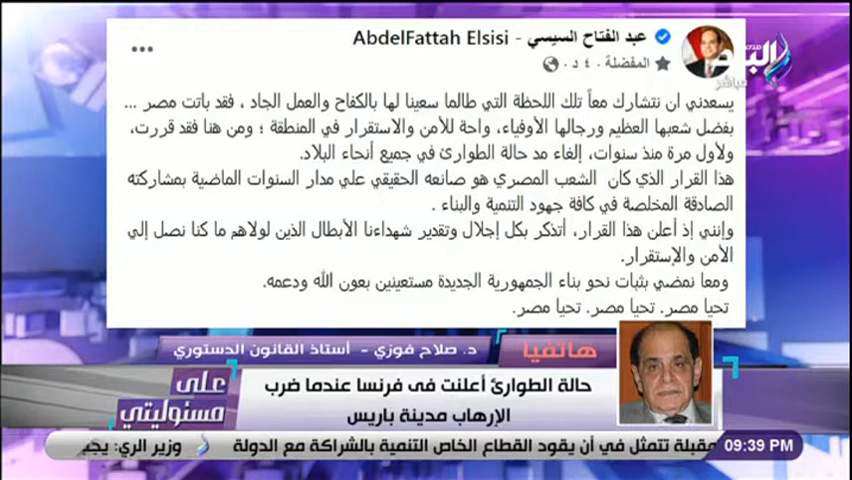 عبد الفتاح السيسي - AbdelFattah Elsisi
المفضلة · ٤٠ د ·
صدى
البلد
مباشر
يسعدني ان نتشارك معاً تلك اللحظة التي طالما سعينا لها بالكفاح والعمل الجاد ، فقد باتت مصر ...
بفضل شعبها العظيم ورجالها الأوفياء، واحة للأمن والاستقرار في المنطقة ؛ ومن هنا فقد قررت،
ولأول مرة منذ سنوات، إلغاء مد حالة الطوارئ في جميع أنحاء البلاد.
هذا القرار الذي كان الشعب المصري هو صانعه الحقيقي علي مدار السنوات الماضية بمشاركته
الصادقة المخلصة في كافة جهود التنمية والبناء .
وإنني إذ أعلن هذا القرار، أتذكر بكل إجلال وتقدير شهداءنا الأبطال الذين لولاهم ما كنا نصل إلي
الأمن والإستقرار.
ومعا نمضي بثبات نحو بناء الجمهورية الجديدة مستعينين بعون الله ودعمه.
تحيا مصر. تحيا مصر. تحيا مصر.
هاتفيا د. صلاح فوزي - أستاذ القانون الدستوري
حالة الطوارئ أعلنت فى فرنسا عندما ضرب
الإرهاب مدينة باريس
على
مسئوليتي
مقبلة تتمثل في أن يقود القطاع الخاص التنمية بالشراكة مع الدولة وزير الري: يجم
09:39 PM